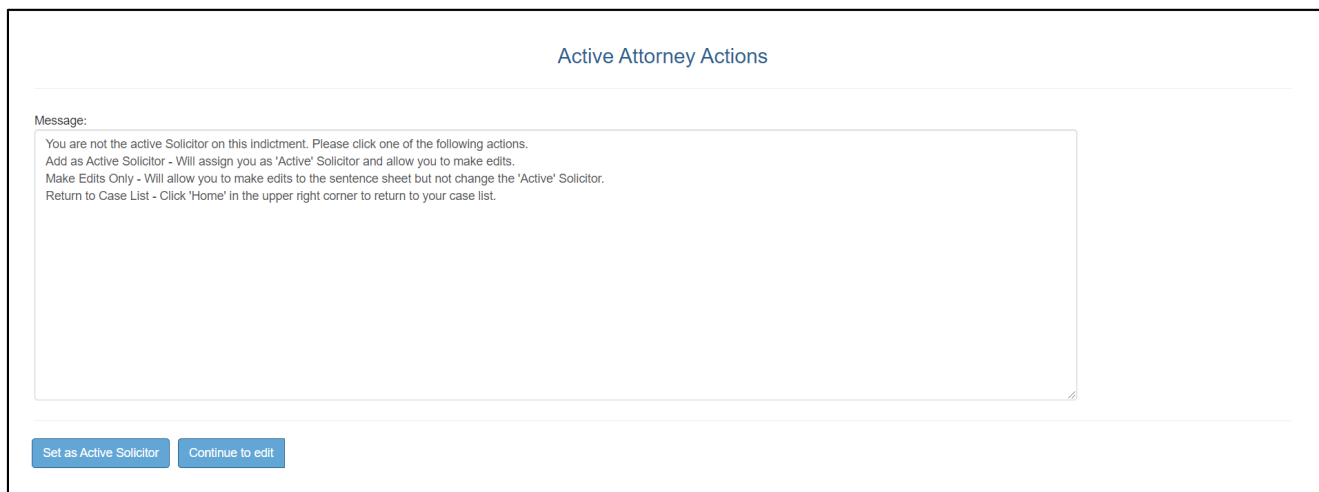 Active Attorney Actions
Message:
You are not the active Solicitor on this indictment. Please click one of the following actions.
Add as Active Solicitor - Will assign you as 'Active' Solicitor and allow you to make edits.
Make Edits Only - Will allow you to make edits to the sentence sheet but not change the 'Active' Solicitor.
Return to Case List - Click 'Home' in the upper right corner to return to your case list.
Set as Active Solicitor Continue to edit